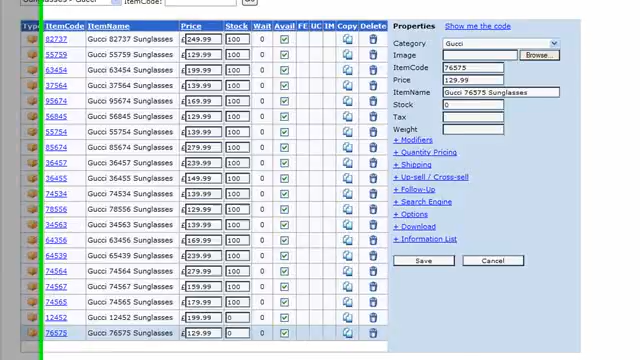 ItemCode: Go
Type ItemCode ItemName Price Stock Wait Avail FE UC IM Copy Delete
82737 Gucci 82737 Sunglasses £249.99 100 0
55759 Gucci 55759 Sunglasses £129.99 100 0
63454 Gucci 63454 Sunglasses £239.99 100 0
37564 Gucci 37564 Sunglasses £139.99 100 0
95674 Gucci 95674 Sunglasses £169.99 100 0
56845 Gucci 56845 Sunglasses £129.99 100 0
55754 Gucci 55754 Sunglasses £139.99 100 0
85674 Gucci 85674 Sunglasses £279.99 100 0
36457 Gucci 36457 Sunglasses £239.99 100 0
36455 Gucci 36455 Sunglasses £149.99 100 0
74534 Gucci 74534 Sunglasses £139.99 100 0
78556 Gucci 78556 Sunglasses £129.99 100 0
34563 Gucci 34563 Sunglasses £139.99 100 0
64356 Gucci 63456 Sunglasses £169.99 100 0
64539 Gucci 65439 Sunglasses £239.99 100 0
74564 Gucci 74564 Sunglasses £279.99 100 0
74567 Gucci 74567 Sunglasses £159.99 100 0
74565 Gucci 74565 Sunglasses £179.99 100 0
12452 Gucci 12452 Sunglasses £199.99 0 0
76575 Gucci 76575 Sunglasses £129.99 0 0
Properties Show me the code
Category Gucci
Image Browse...
ItemCode 76575
Price 129.99
ItemName Gucci 76575 Sunglasses
Stock 0
Tax
Weight
+ Modifiers
+ Quantity Pricing
+ Shipping
+ Up-sell / Cross-sell
+ Follow-Up
+ Search Engine
+ Options
+ Download
+ Information List
Save Cancel